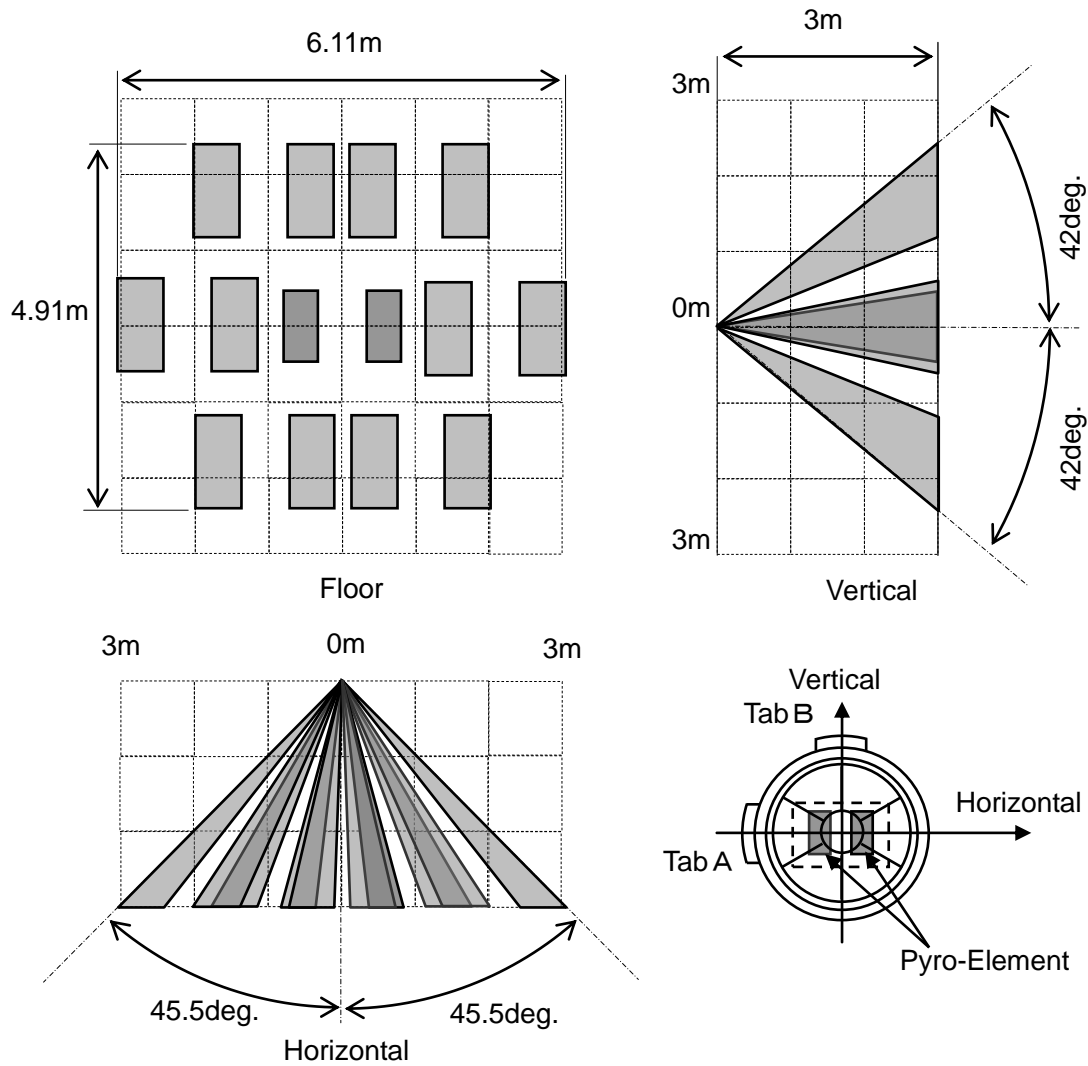 6.11m
4.91m
Floor
3m
3m
0m
3m
42deg.
42deg.
Vertical
3m
0m
3m
45.5deg.
45.5deg.
Horizontal
Vertical
Tab B
Horizontal
Tab A
Pyro-Element